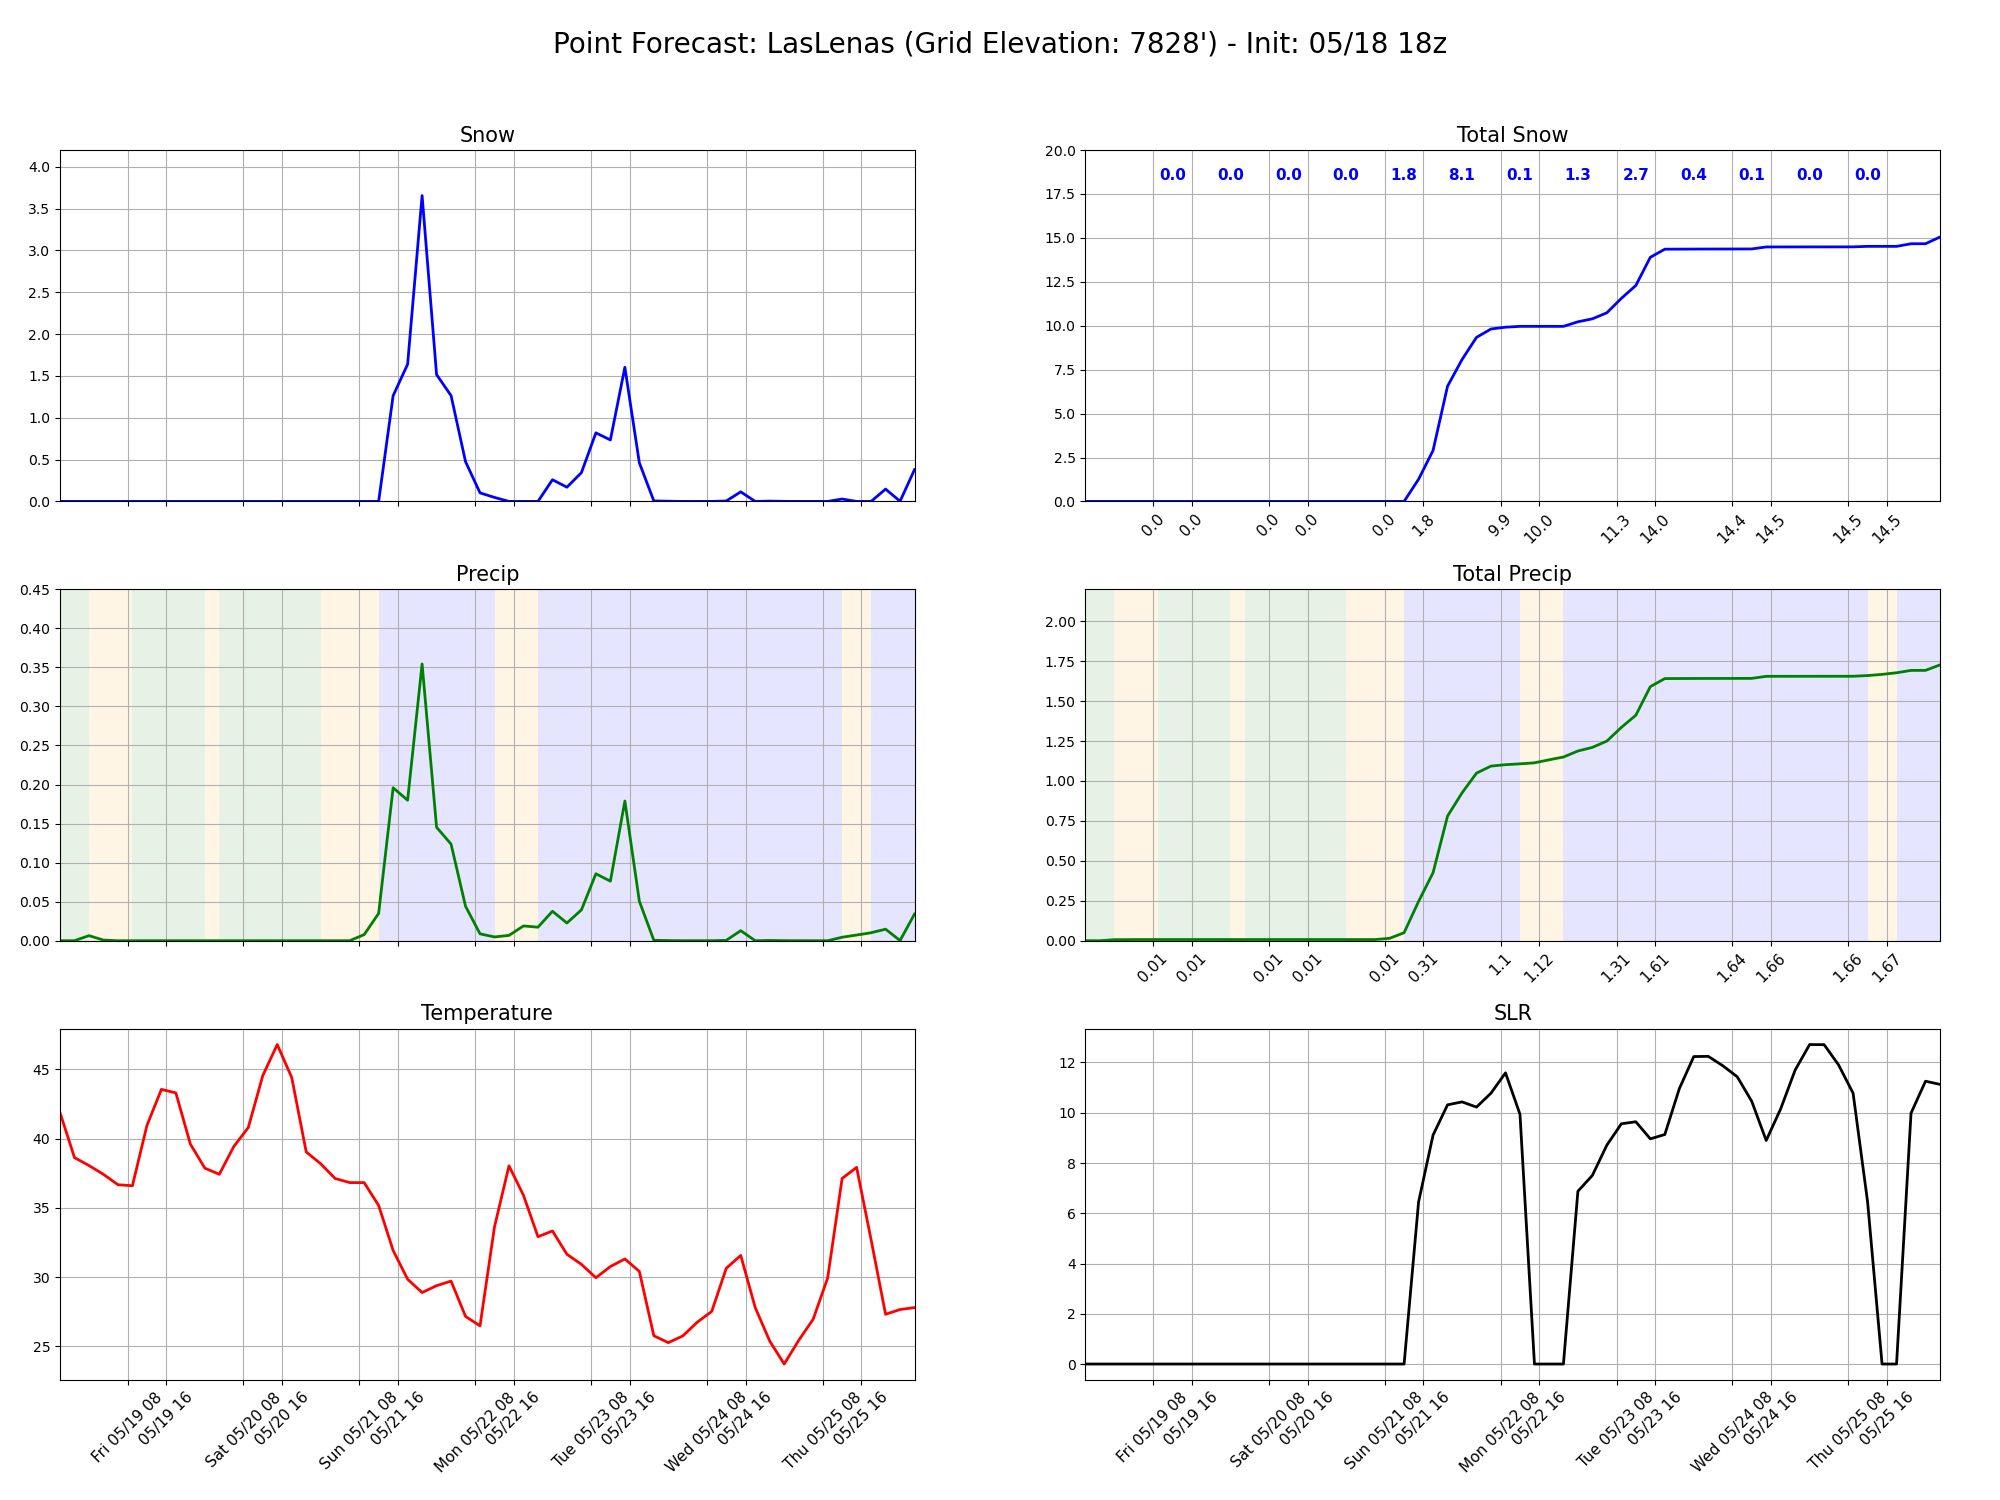 Point Forecast: LasLenas (Grid Elevation: 7828') - Init: 05/18 18z
Snow
4.0
3.5
3.0
2.5
2.0
1.5
1.0
0.5
0.0
Total Snow
20.0
17.5
15.0
12.5
10.0
7.5
5.0
2.5
0.0
0.0 0.0 0.0 0.0 1.8 8.1 0.1 1.3 2.7 0.4 0.1 0.0 0.0
0.0 0.0 0.0 0.0 0.0 1.8 9.9 10.0 11.3 14.0 14.4 14.5 14.5 14.5
Precip
0.45
0.40
0.35
0.30
0.25
0.20
0.15
0.10
0.05
0.00
Total Precip
2.00
1.75
1.50
1.25
1.00
0.75
0.50
0.25
0.00
0.01 0.01 0.01 0.01 0.01 0.31 1.1 1.12 1.31 1.61 1.64 1.66 1.66 1.67
Temperature
45
40
35
30
25
Fri 05/19 08
05/19 16
Sat 05/20 08
05/20 16
Sun 05/21 08
05/21 16
Mon 05/22 08
05/22 16
Tue 05/23 08
05/23 16
Wed 05/24 08
05/24 16
Thu 05/25 08
05/25 16
SLR
12
10
8
6
4
2
0
Fri 05/19 08
05/19 16
Sat 05/20 08
05/20 16
Sun 05/21 08
05/21 16
Mon 05/22 08
05/22 16
Tue 05/23 08
05/23 16
Wed 05/24 08
05/24 16
Thu 05/25 08
05/25 16